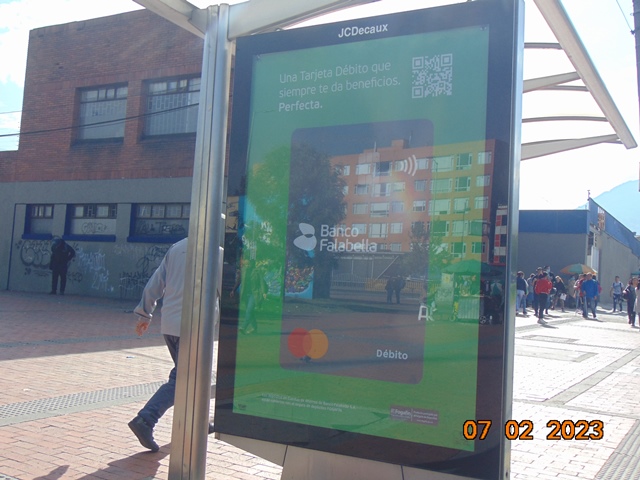 JCDecaux
Una Tarjeta Débito que
siempre te da beneficios.
Perfecta.
Banco
Falabella
Débito
07 02 2023